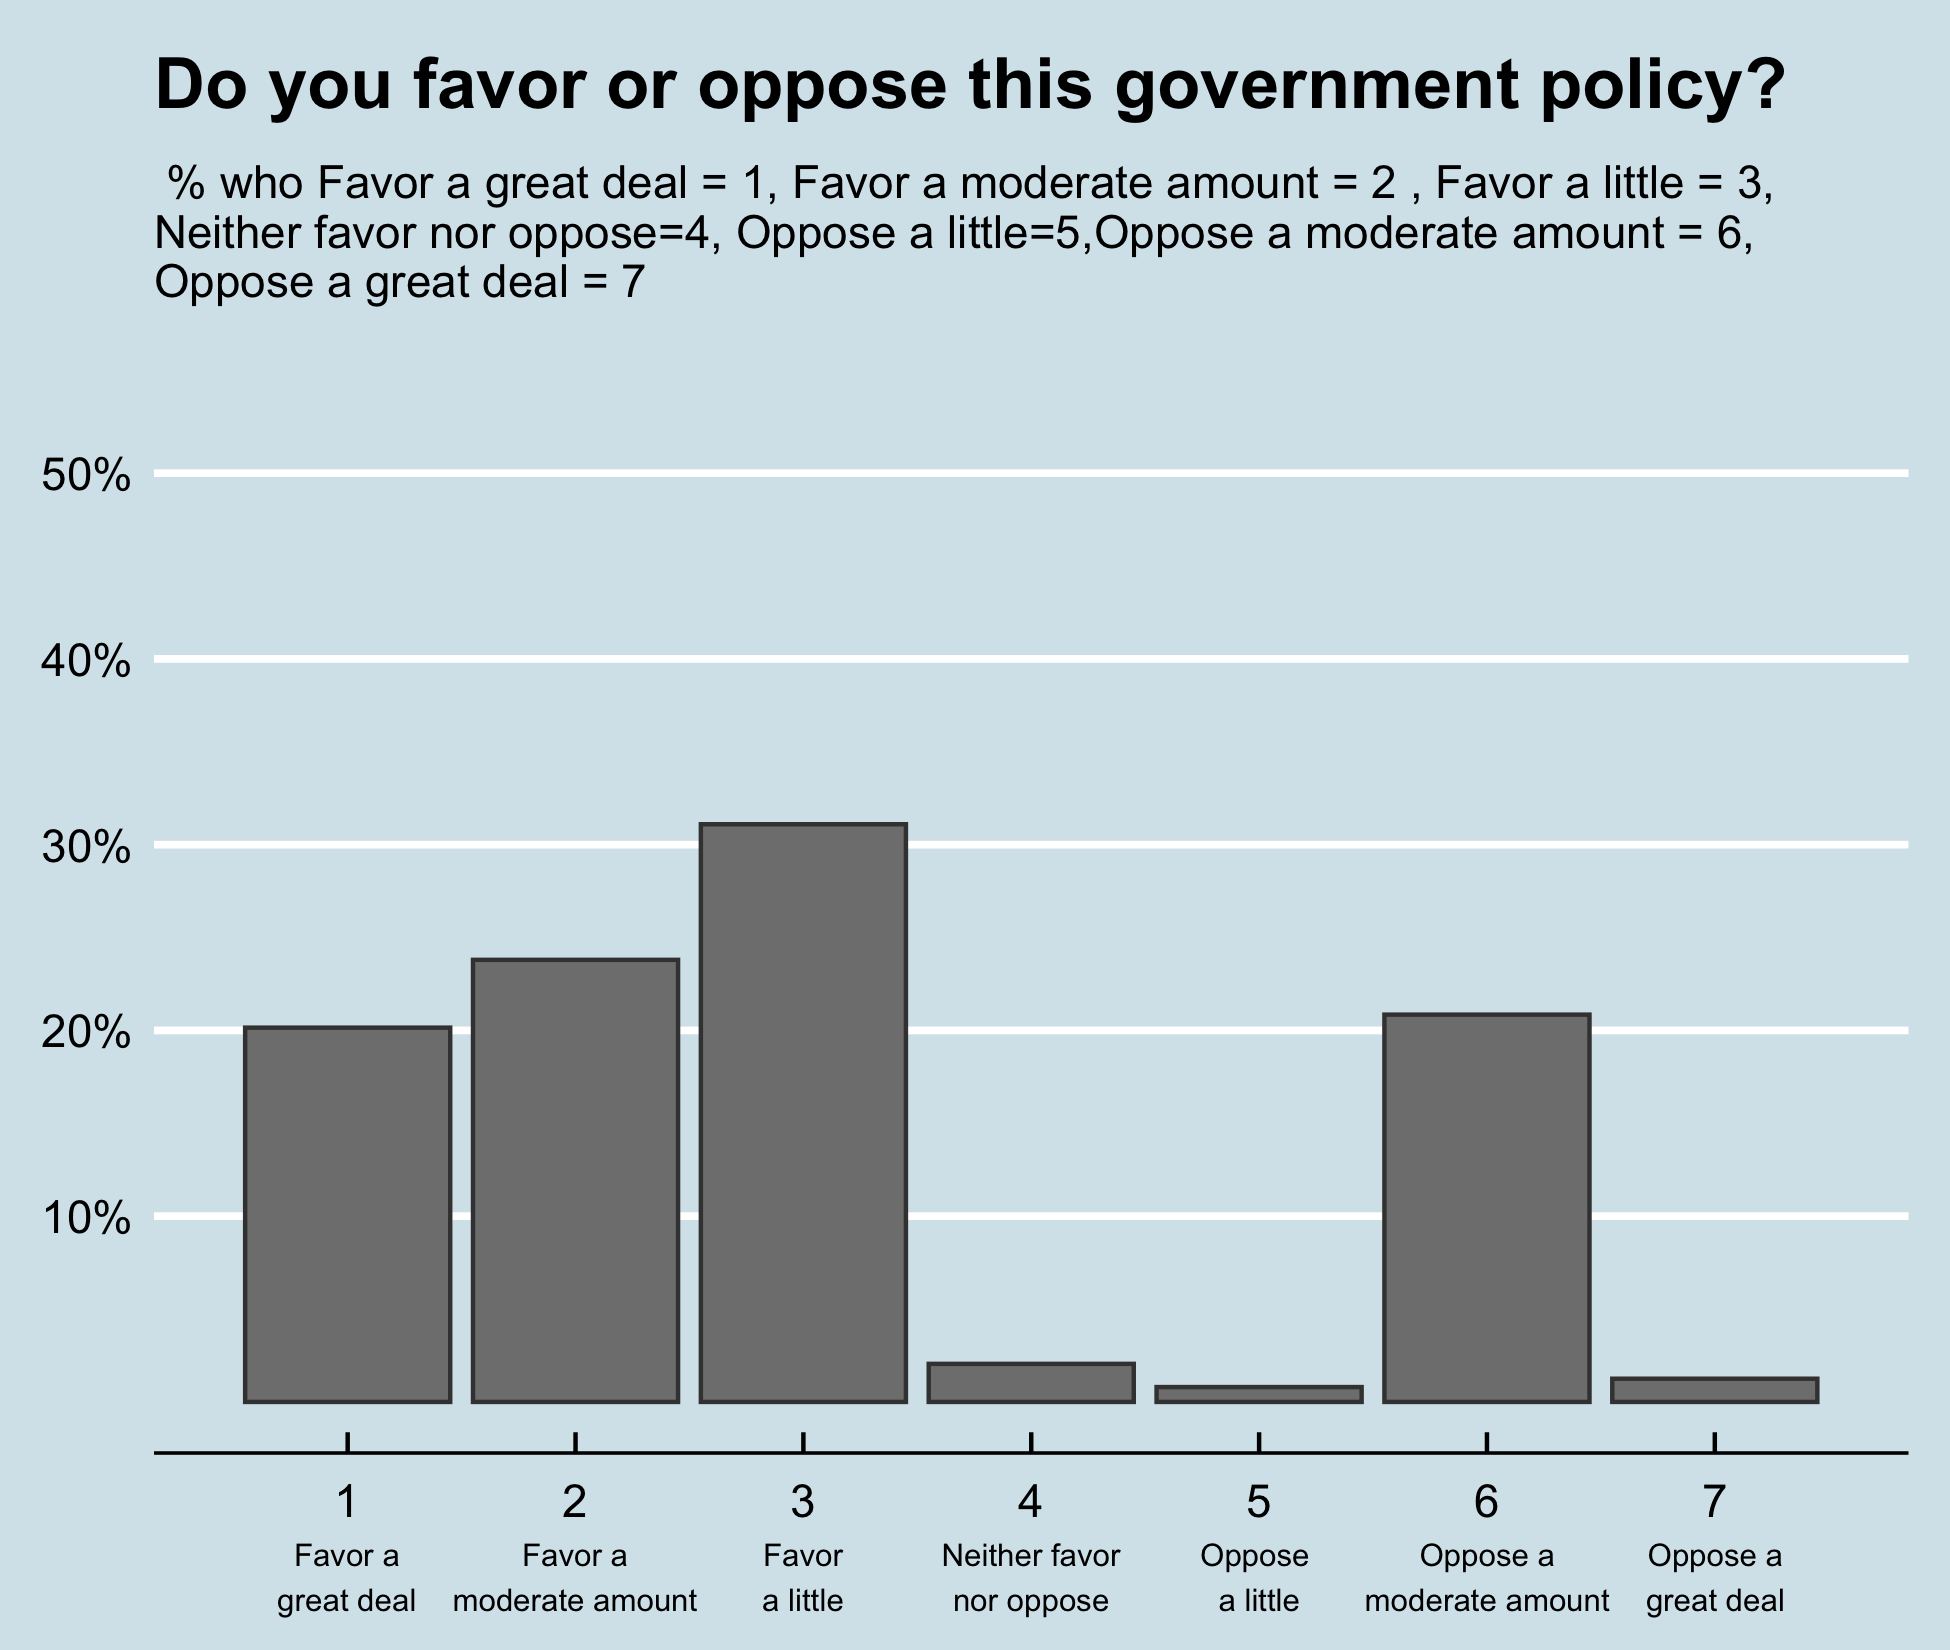 Do you favor or oppose this government policy?
% who Favor a great deal = 1, Favor a moderate amount = 2 , Favor a little = 3,
Neither favor nor oppose=4, Oppose a little=5,Oppose a moderate amount = 6,
Oppose a great deal = 7
50%
40%
30%
20%
10%
1 2 3 4 5 6 7
Favor a Favor a Favor Neither favor Oppose Oppose a Oppose a
great deal moderate amount a little nor oppose a little moderate amount great deal